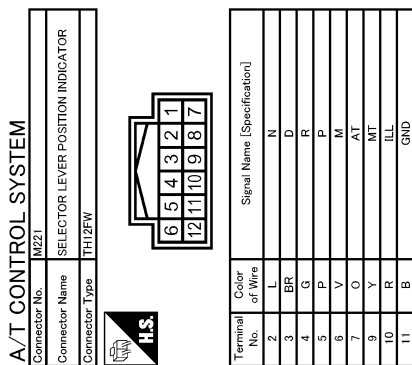 A/T CONTROL SYSTEM
Connector No. M221
Connector Name SELECTOR LEVER POSITION INDICATOR
Connector Type TH12FW
H.S.
6 5 4 3 2 1
12 11 10 9 8 7
Terminal No. Color of Wire Signal Name [Specification]
2 L N
3 BR D
4 G R
5 P P
6 V M
7 O AT
9 Y MT
10 R ILL
11 B GND